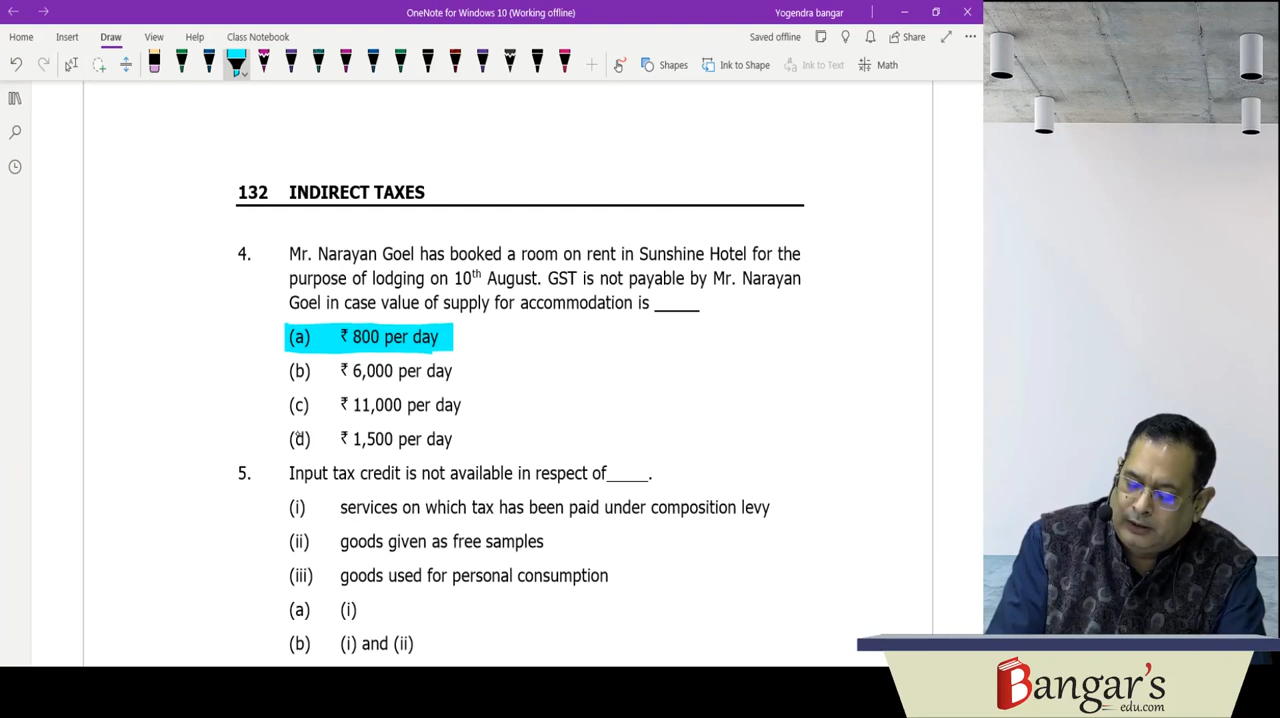 OneNote for Windows 10 (Working offline)
Yogendra bangar
Home Insert Draw View Help Class Notebook
Saved offline
Share
Shapes
Ink to Shape
Ink to Text
Math
132 INDIRECT TAXES
4. Mr. Narayan Goel has booked a room on rent in Sunshine Hotel for the
purpose of lodging on 10th August. GST is not payable by Mr. Narayan
Goel in case value of supply for accommodation is _____
(a) ₹ 800 per day
(b) ₹ 6,000 per day
(c) ₹ 11,000 per day
(d) ₹ 1,500 per day
5. Input tax credit is not available in respect of_____.
(i) services on which tax has been paid under composition levy
(ii) goods given as free samples
(iii) goods used for personal consumption
(a) (i)
(b) (i) and (ii)
Bangar's
edu.com